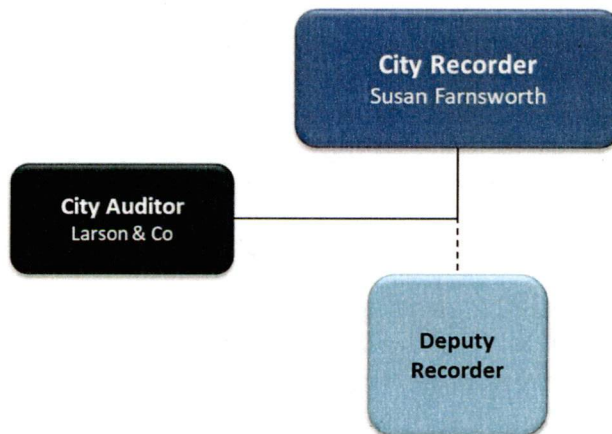 City Recorder
Susan Farnsworth
City Auditor
Larson & Co
Deputy
Recorder